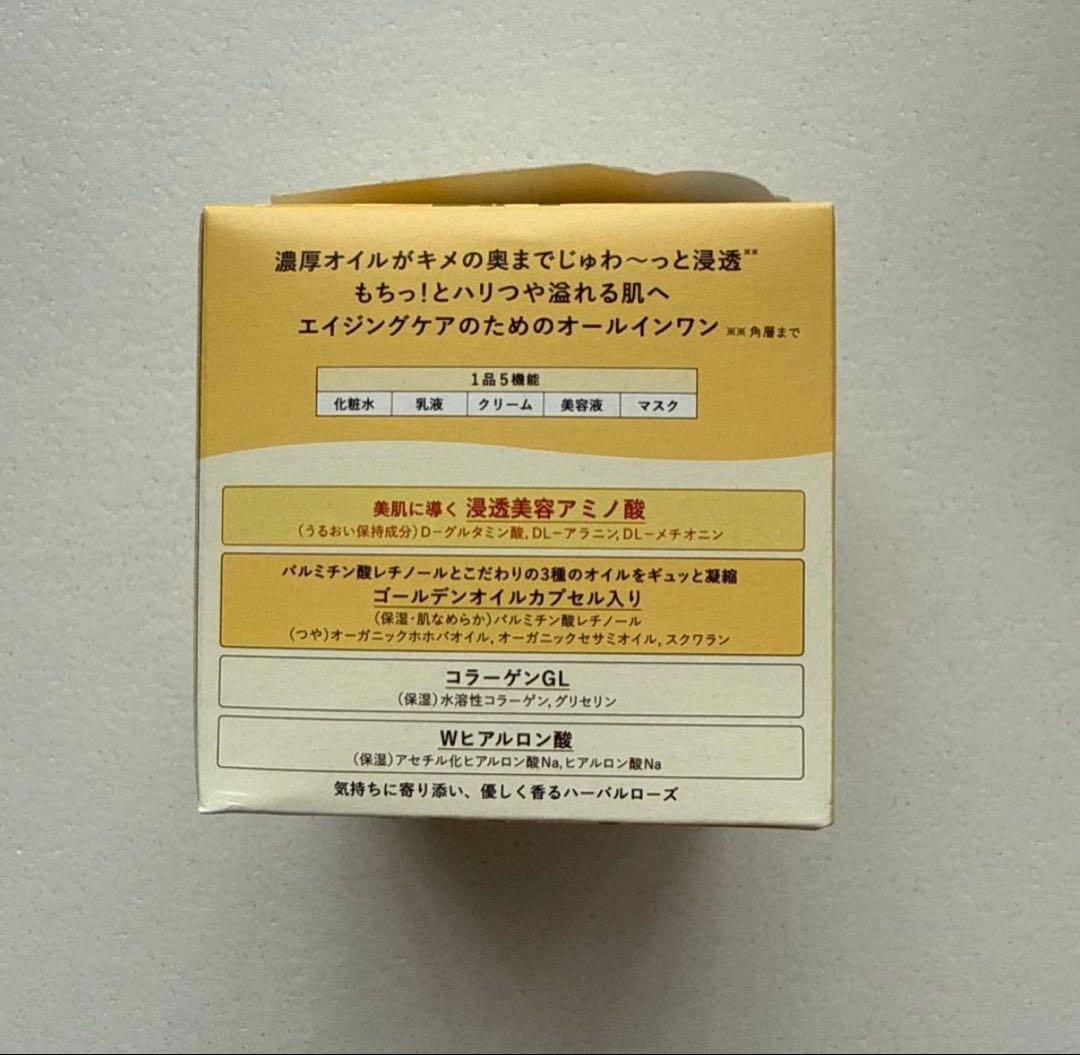 濃厚オイルがキメの奥までじゅわ〜っと浸透※※
もちっ!とハリつや溢れる肌へ
エイジングケアのためのオールインワン ※※角層まで
1品5機能
化粧水 乳液 クリーム 美容液 マスク
美肌に導く 浸透美容アミノ酸
(うるおい保持成分)D-グルタミン酸, DL-アラニン, DL-メチオニン
パルミチン酸レチノールとこだわりの3種のオイルをギュッと凝縮
ゴールデンオイルカプセル入り
(保湿・肌なめらか)パルミチン酸レチノール
(つや)オーガニックホホバオイル, オーガニックセサミオイル, スクワラン
コラーゲンGL
(保湿)水溶性コラーゲン, グリセリン
Wヒアルロン酸
(保湿)アセチル化ヒアルロン酸Na, ヒアルロン酸Na
気持ちに寄り添い、優しく香るハーバルローズ